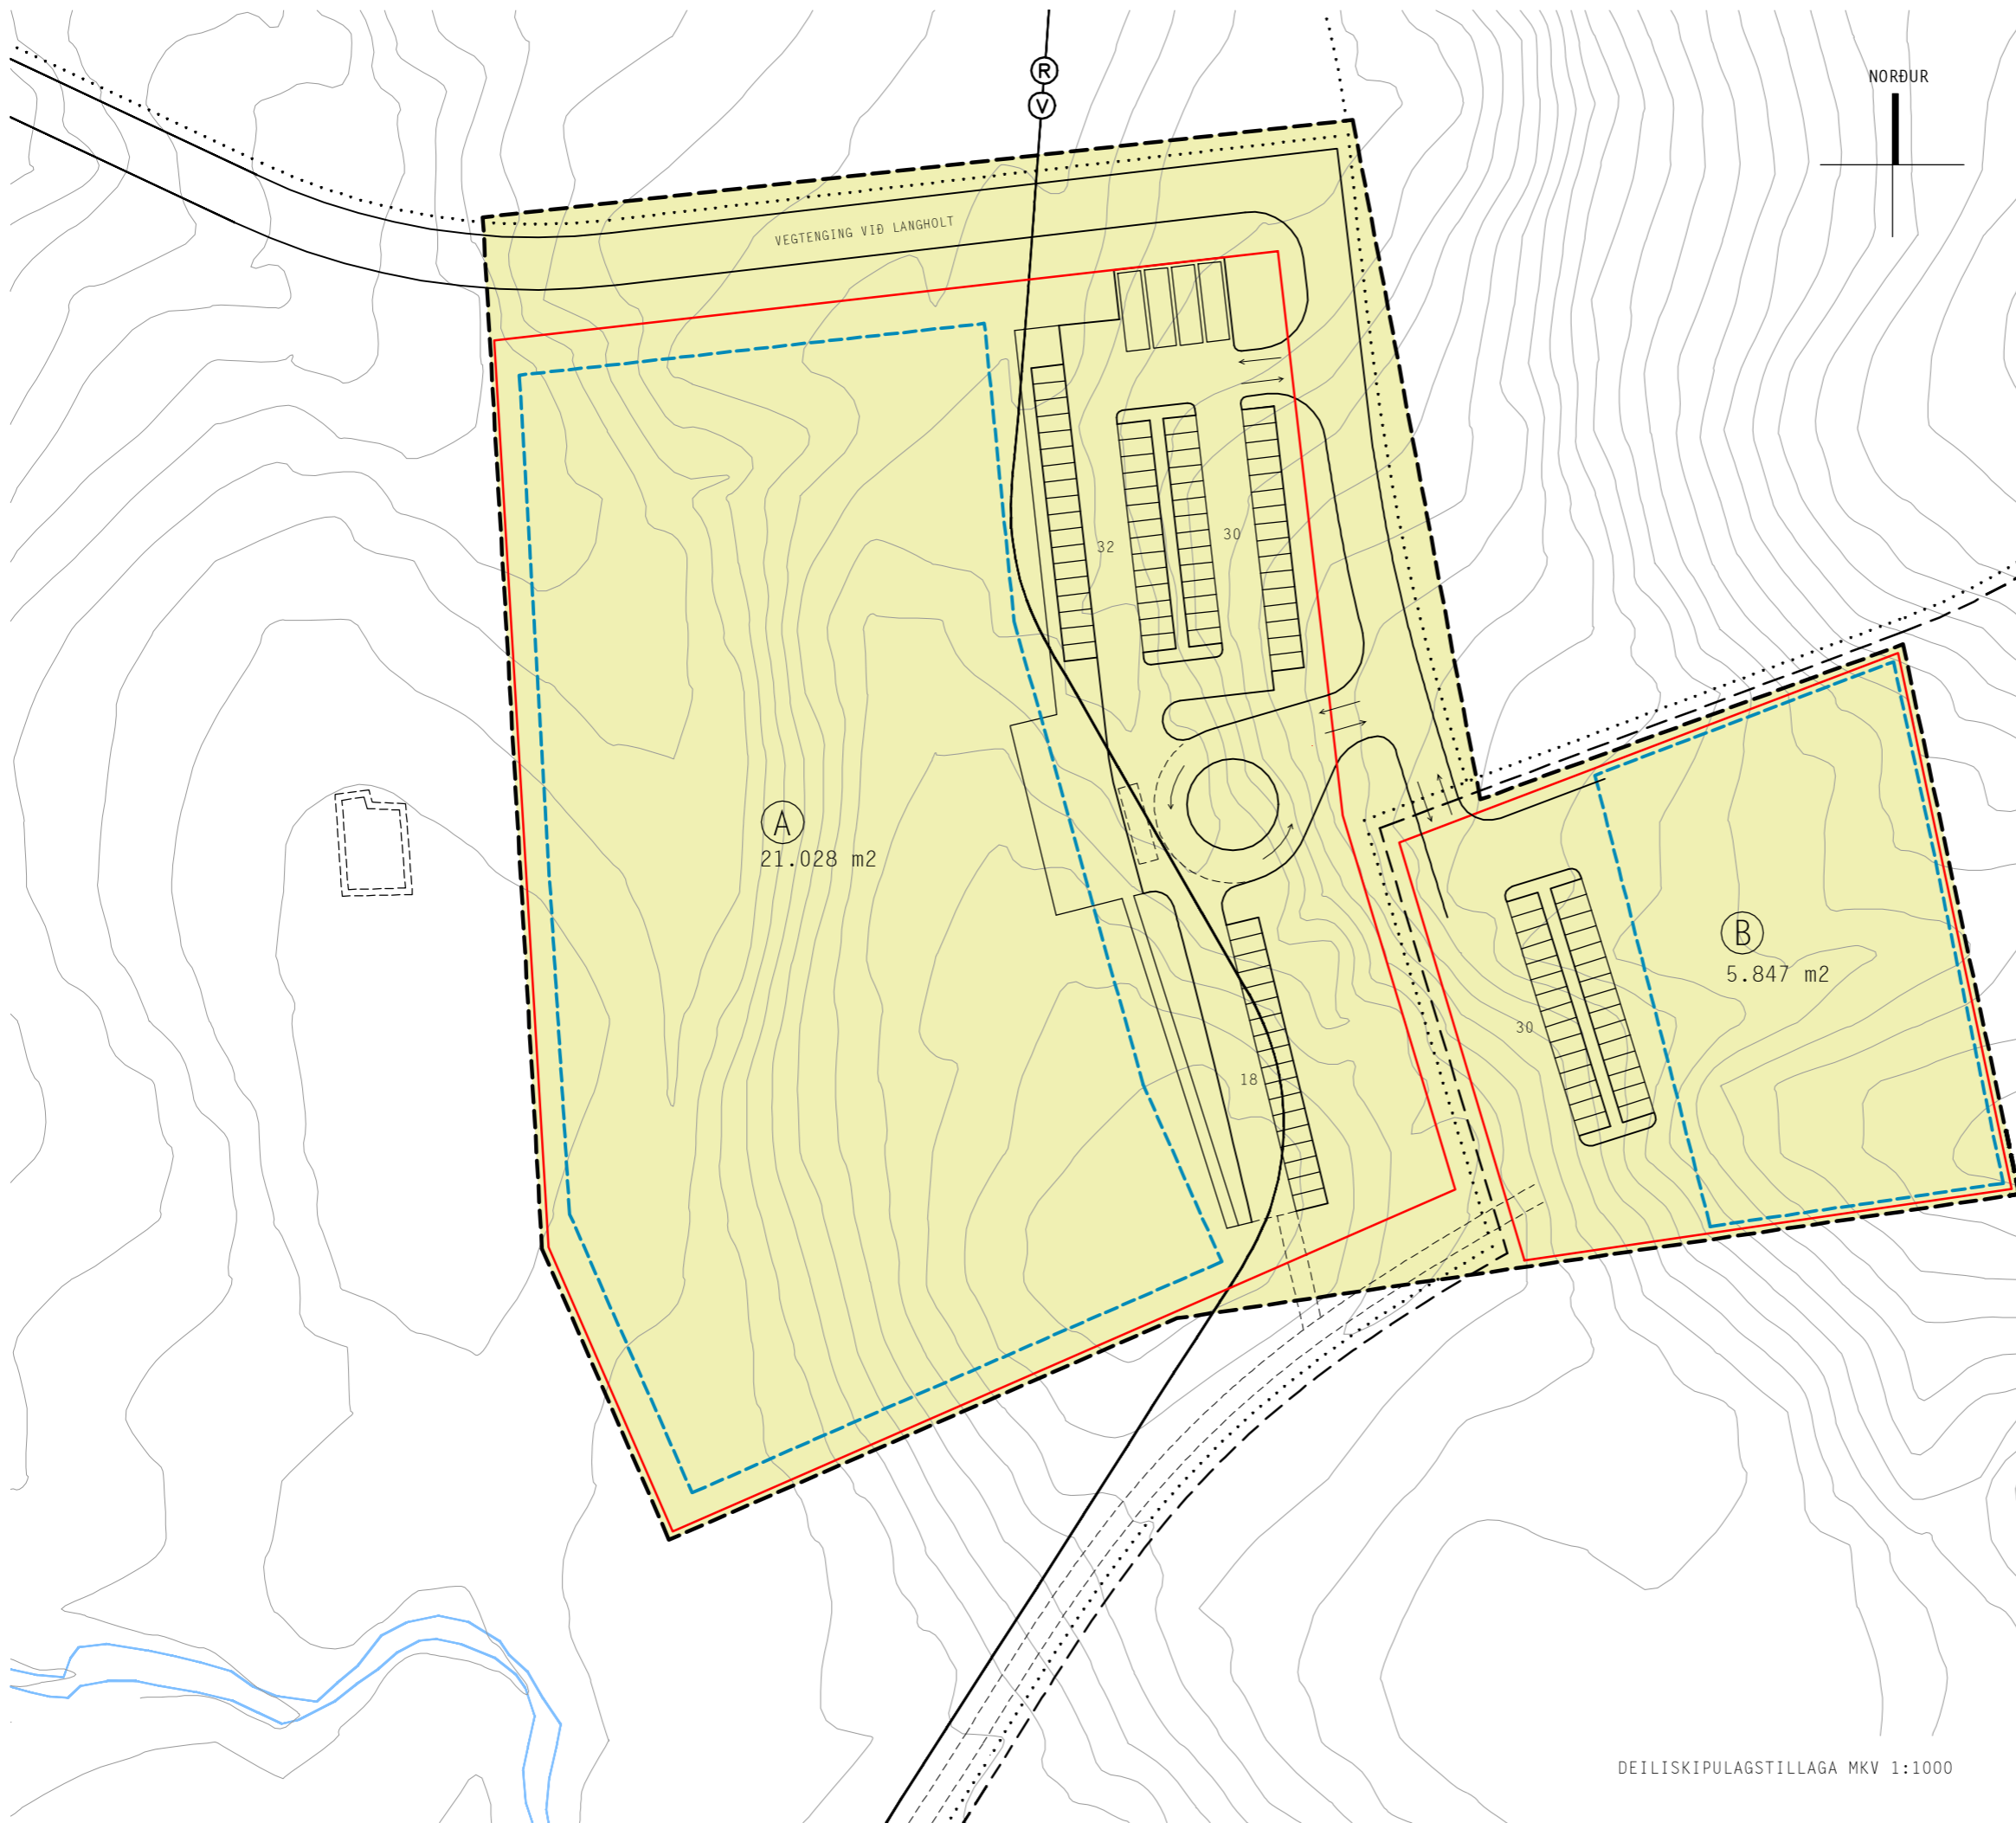 R
V
NORÐUR
VEGTENGING VIÐ LANGHOLT
32
30
A
21.028 m2
B
5.847 m2
30
18
DEILISKIPULAGSTILLAGA MKV 1:1000